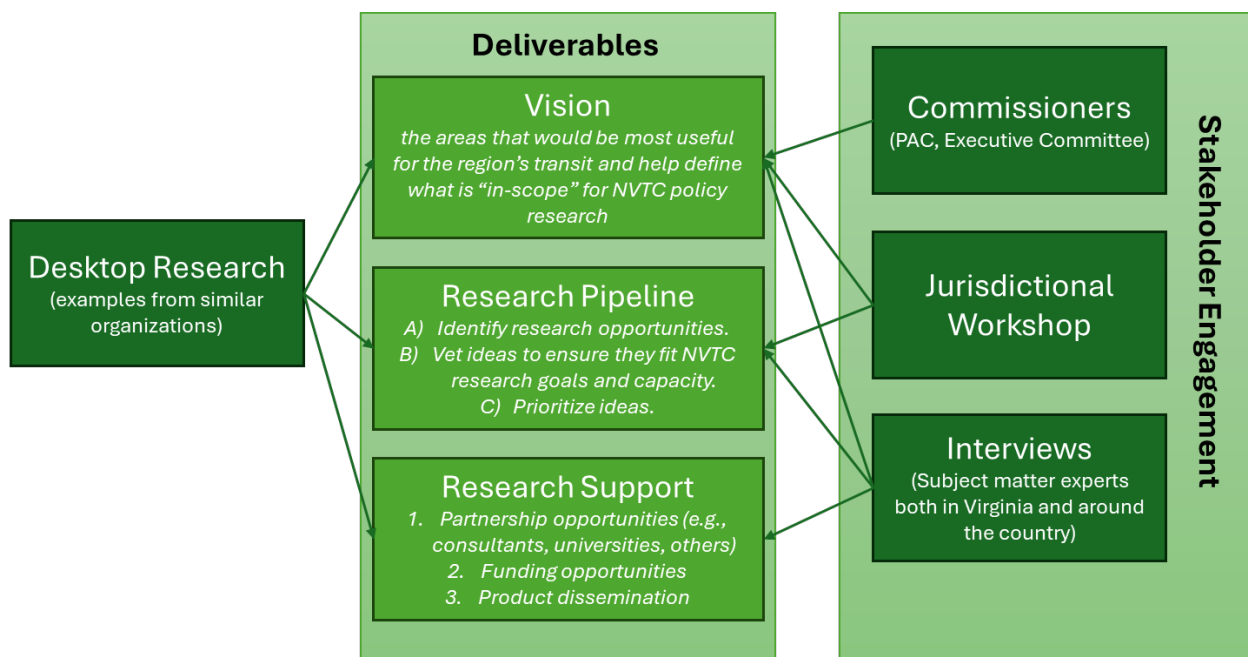 Desktop Research
(examples from similar
organizations)
Deliverables
Vision
the areas that would be most useful
for the region's transit and help define
what is “in-scope” for NVTC policy
research
Research Pipeline
A) Identify research opportunities.
B) Vet ideas to ensure they fit NVTC
research goals and capacity.
C) Prioritize ideas.
Research Support
1. Partnership opportunities (e.g.,
consultants, universities, others)
2. Funding opportunities
3. Product dissemination
Commissioners
(PAC, Executive Committee)
Jurisdictional
Workshop
Interviews
(Subject matter experts
both in Virginia and around
the country)
Stakeholder Engagement